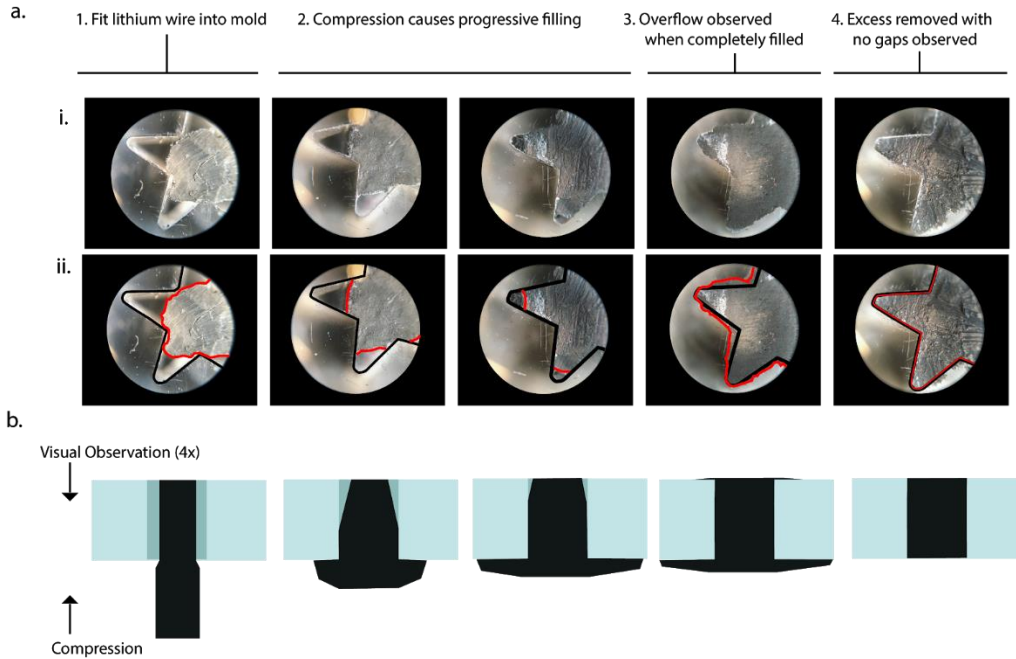 a.
1. Fit lithium wire into mold
2. Compression causes progressive filling
3. Overflow observed
when completely filled
4. Excess removed with
no gaps observed
i.
ii.
b.
Visual Observation (4x)
Compression